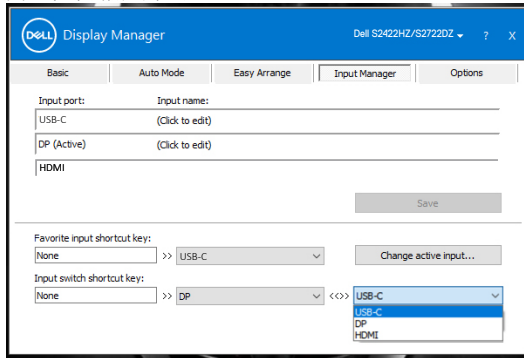 DELL Display Manager Dell S2422HZ/S2722DZ ? X
Basic Auto Mode Easy Arrange Input Manager Options
Input port: Input name:
USB-C (Click to edit)
DP (Active) (Click to edit)
HDMI
Save
Favorite input shortcut key:
None >> USB-C Change active input...
Input switch shortcut key:
None >> DP <<>> USB-C
USB-C
DP
HDMI